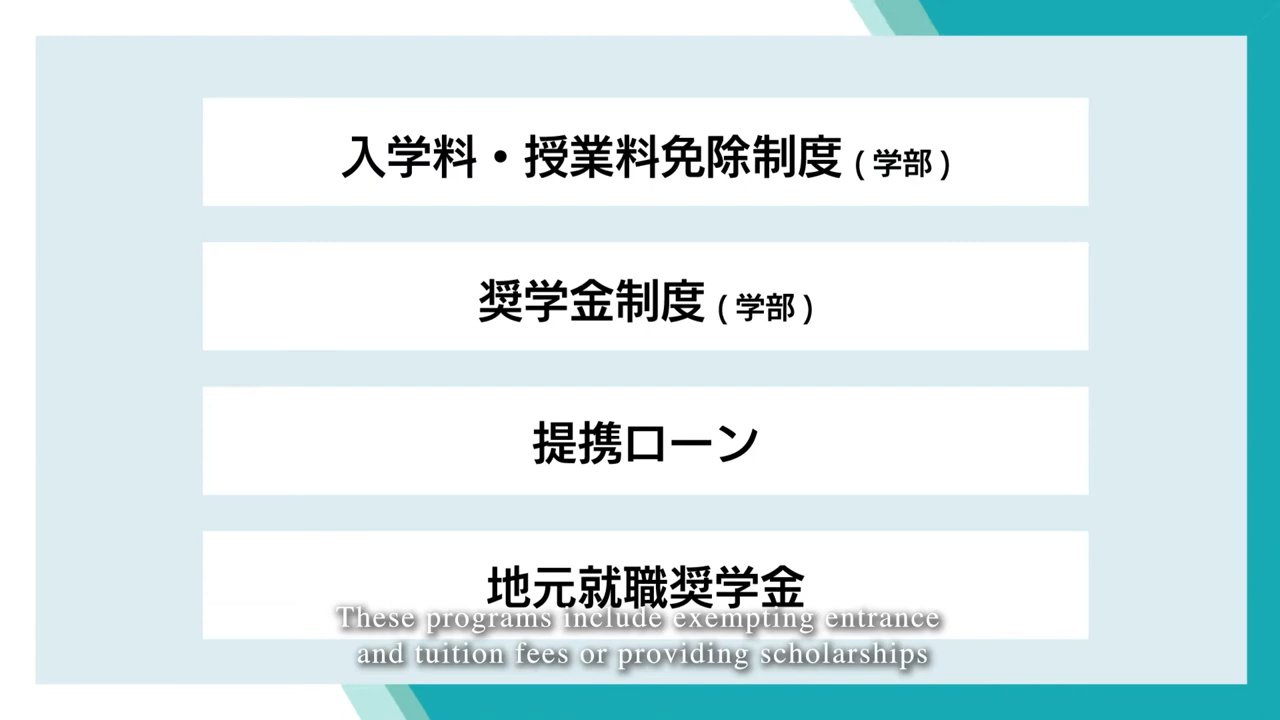 入学料・授業料免除制度 (学部)
奨学金制度 (学部)
提携ローン
地元就職奨学金
These programs include exempting entrance
and tuition fees or providing scholarships